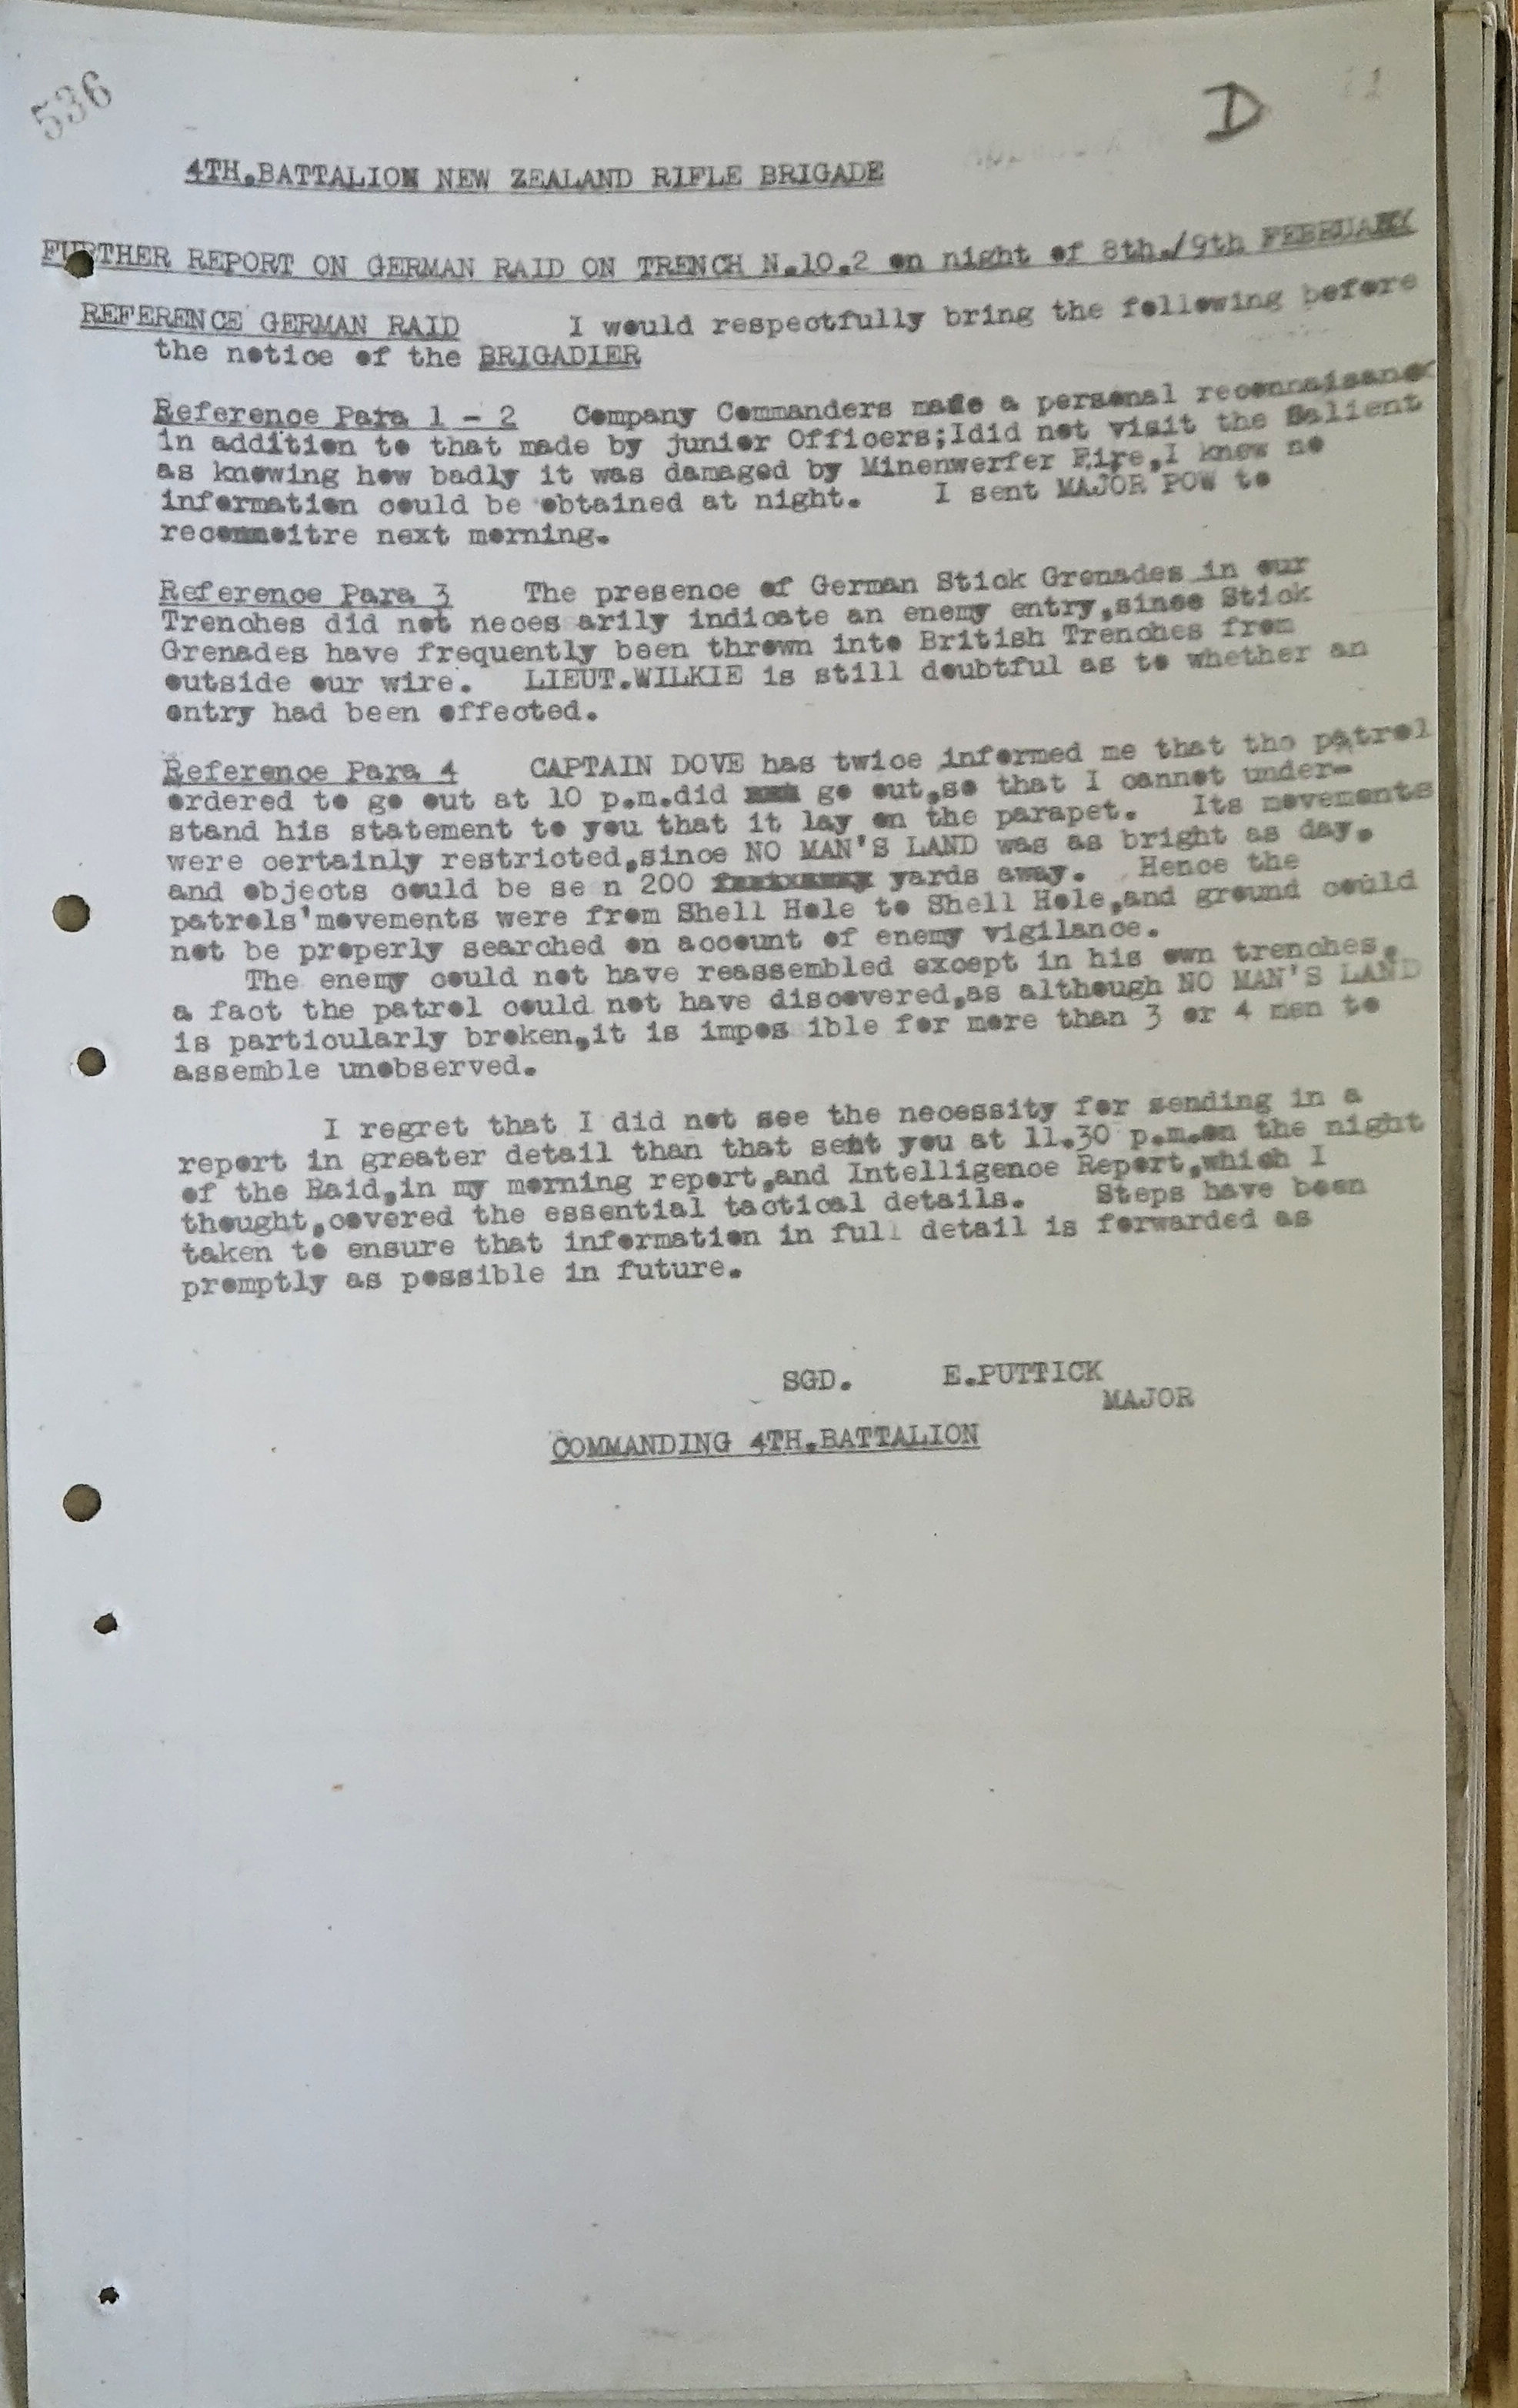 536
D
4TH.BATTALION NEW ZEALAND RIFLE BRIGADE
FURTHER REPORT ON GERMAN RAID ON TRENCH N.10.2 on night of 8th./9th FEBRUARY
REFERENCE GERMAN RAID I would respectfully bring the following before
the notice of the BRIGADIER
Reference Para 1 - 2 Company Commanders made a personal reconnaisance
in addition to that made by junior Officers;Idid not visit the Salient
as knowing how badly it was damaged by Minenwerfer Fire,I knew no
information could be obtained at night. I sent MAJOR POW to
reconnoitre next morning.
Reference Para 3 The presence of German Stick Grenades in our
Trenches did not neces arily indicate an enemy entry,since Stick
Grenades have frequently been thrown into British Trenches from
outside our wire. LIEUT.WILKIE is still doubtful as to whether an
entry had been effected.
Reference Para 4 CAPTAIN DOVE has twice informed me that the patrol
ordered to go out at 10 p.m.did go out,so that I cannot under-
stand his statement to you that it lay on the parapet. Its movements
were certainly restricted,since NO MAN'S LAND was as bright as day.
and objects could be se n 200 yards away. Hence the
patrols'movements were from Shell Hole to Shell Hole,and ground could
not be properly searched on account of enemy vigilance.
The enemy could not have reassembled except in his own trenches.
a fact the patrol could not have discovered,as although NO MAN'S LAND
is particularly broken,it is impos ible for more than 3 or 4 men to
assemble unobserved.
I regret that I did not see the necessity for sending in a
report in greater detail than that sent you at 11.30 p.m.on the night
of the Raid,in my morning report,and Intelligence Report,which I
thought,covered the essential tactical details. Steps have been
taken to ensure that information in full detail is forwarded as
promptly as possible in future.
SGD. E.PUTTICK
MAJOR
COMMANDING 4TH.BATTALION